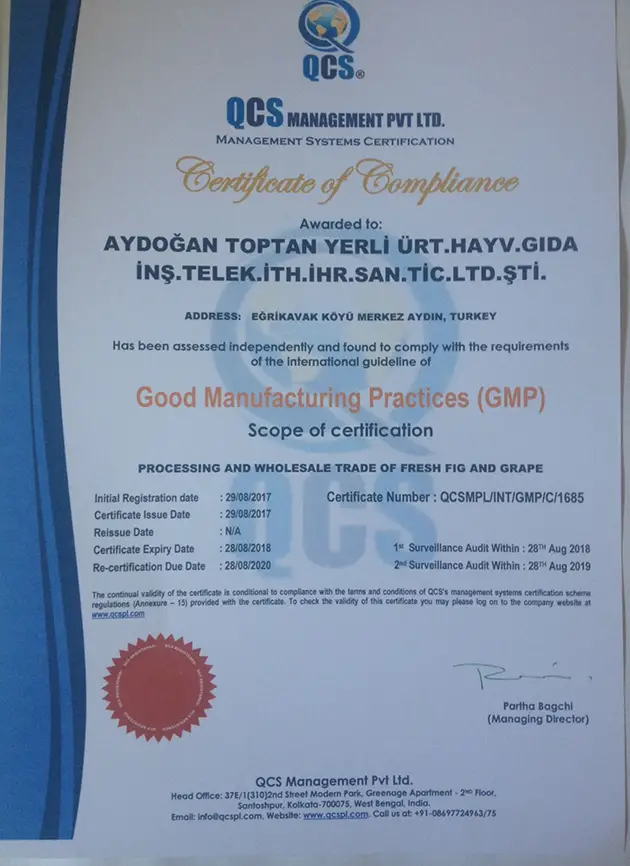 QCS®
QCS MANAGEMENT PVT LTD.
MANAGEMENT SYSTEMS CERTIFICATION
Certificate of Compliance
Awarded to:
AYDOĞAN TOPTAN YERLİ ÜRT.HAYV.GIDA
İNŞ.TELEK.İTH.İHR.SAN.TİC.LTD.ŞTİ.
ADDRESS: EĞRİKAVAK KÖYÜ MERKEZ AYDIN, TURKEY
Has been assessed independently and found to comply with the requirements
of the international guideline of
Good Manufacturing Practices (GMP)
Scope of certification
PROCESSING AND WHOLESALE TRADE OF FRESH FIG AND GRAPE
Initial Registration date : 29/08/2017 Certificate Number : QCSMPL/INT/GMP/C/1685
Certificate Issue Date : 29/08/2017
Reissue Date : N/A
Certificate Expiry Date : 28/08/2018 1st Surveillance Audit Within : 28TH Aug 2018
Re-certification Due Date : 28/08/2020 2nd Surveillance Audit Within : 28TH Aug 2019
The continual validity of the certificate is conditional to compliance with the terms and conditions of QCS's management systems certification scheme
regulations (Annexure – 15) provided with the certificate. To check the validity of this certificate you may please log on to the company website at
www.qcspl.com
QCS
Partha Bagchi
(Managing Director)
QCS Management Pvt Ltd.
Head Office: 37E/1(310)2nd Street Modern Park, Greenage Apartment - 2ND Floor,
Santoshpur, Kolkata-700075, West Bengal, India.
Email: info@qcspl.com, Website: www.qcspl.com. Call us at: +91-08697724963/75